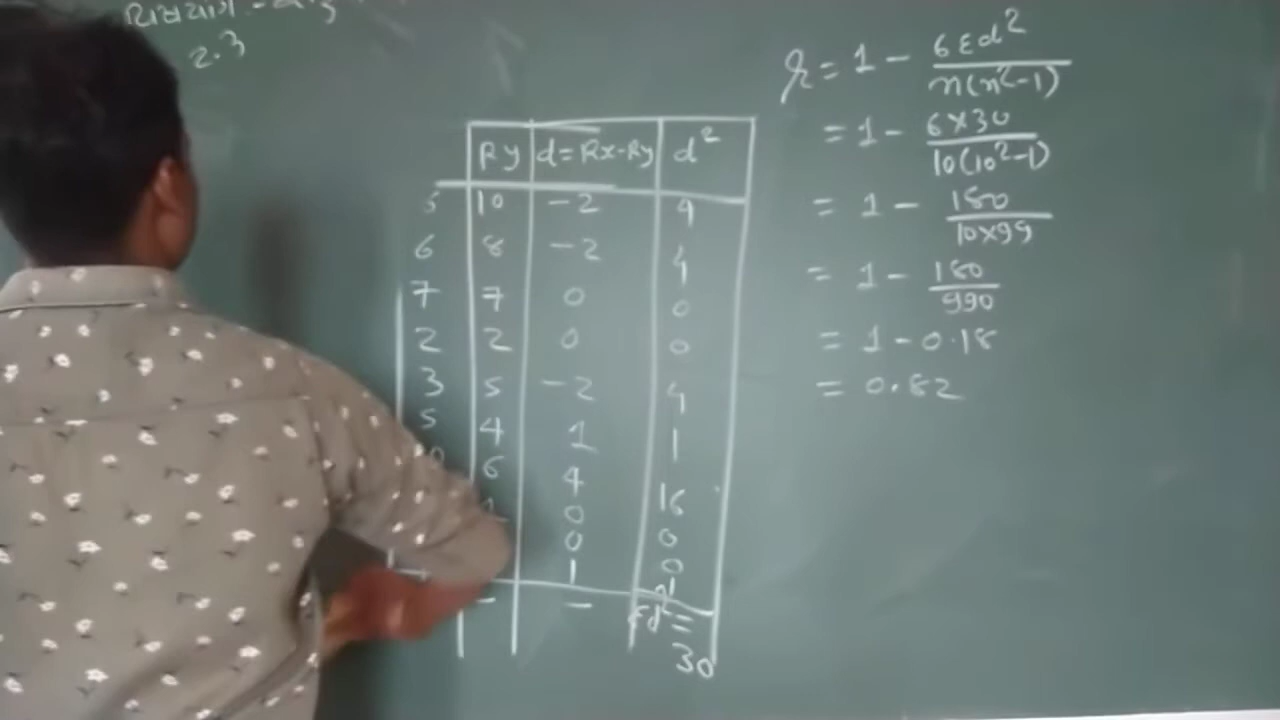 2.3
Ry d=Rx-Ry d²
10 -2 4
6 8 -2 4
7 7 0 0
2 2 0 0
3 5 -2 4
5 4 1 1
6 4 16
0 0
0 0
1 1
- - Σd²=
30
r = 1 - 6Σd²/n(n²-1)
= 1 - 6×30/10(10²-1)
= 1 - 180/10×99
= 1 - 180/990
= 1 - 0.18
= 0.82